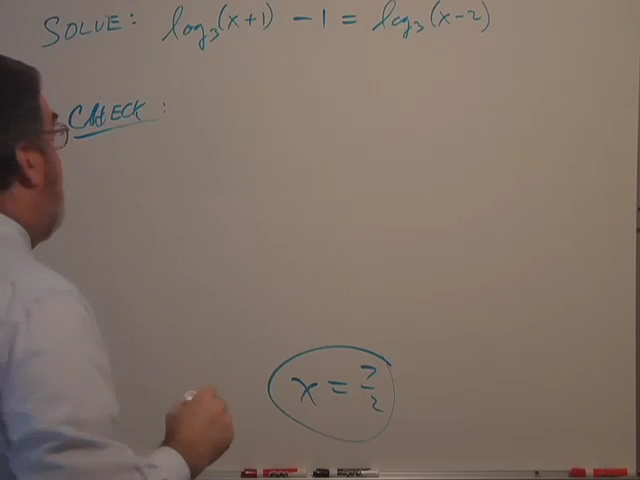 SOLVE: log₃(x+1) − 1 = log₃(x−2)
CHECK:
x = 7/2